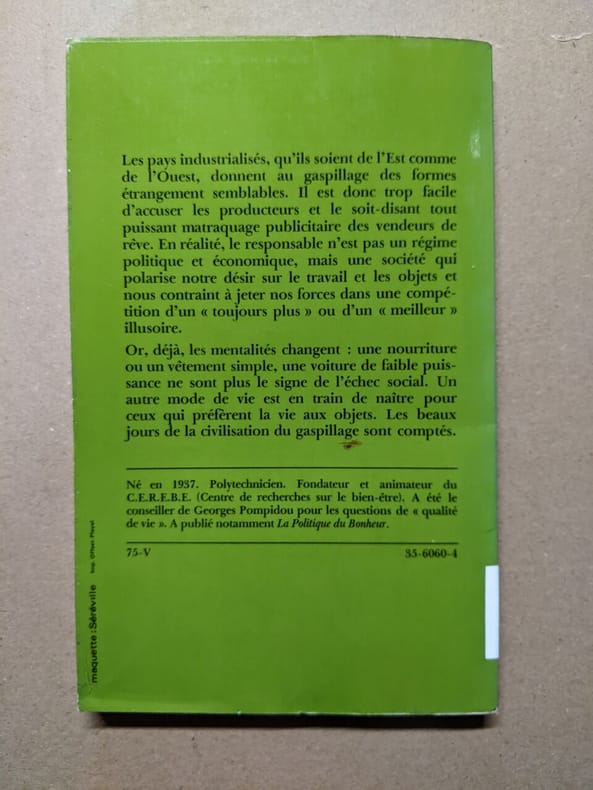 Les pays industrialisés, qu'ils soient de l'Est comme
de l'Ouest, donnent au gaspillage des formes
étrangement semblables. Il est donc trop facile
d'accuser les producteurs et le soit-disant tout
puissant matraquage publicitaire des vendeurs de
rêve. En réalité, le responsable n'est pas un régime
politique et économique, mais une société qui
polarise notre désir sur le travail et les objets et
nous contraint à jeter nos forces dans une compé-
tition d'un « toujours plus » ou d'un « meilleur »
illusoire.
Or, déjà, les mentalités changent : une nourriture
ou un vêtement simple, une voiture de faible puis-
sance ne sont plus le signe de l'échec social. Un
autre mode de vie est en train de naître pour
ceux qui préfèrent la vie aux objets. Les beaux
jours de la civilisation du gaspillage sont comptés.
Né en 1937. Polytechnicien. Fondateur et animateur du
C.E.R.E.B.E. (Centre de recherches sur le bien-être). A été le
conseiller de Georges Pompidou pour les questions de « qualité
de vie ». A publié notamment La Politique du Bonheur.
75-V 35-6060-4
maquette : Séréville
Imp. Offset Playel